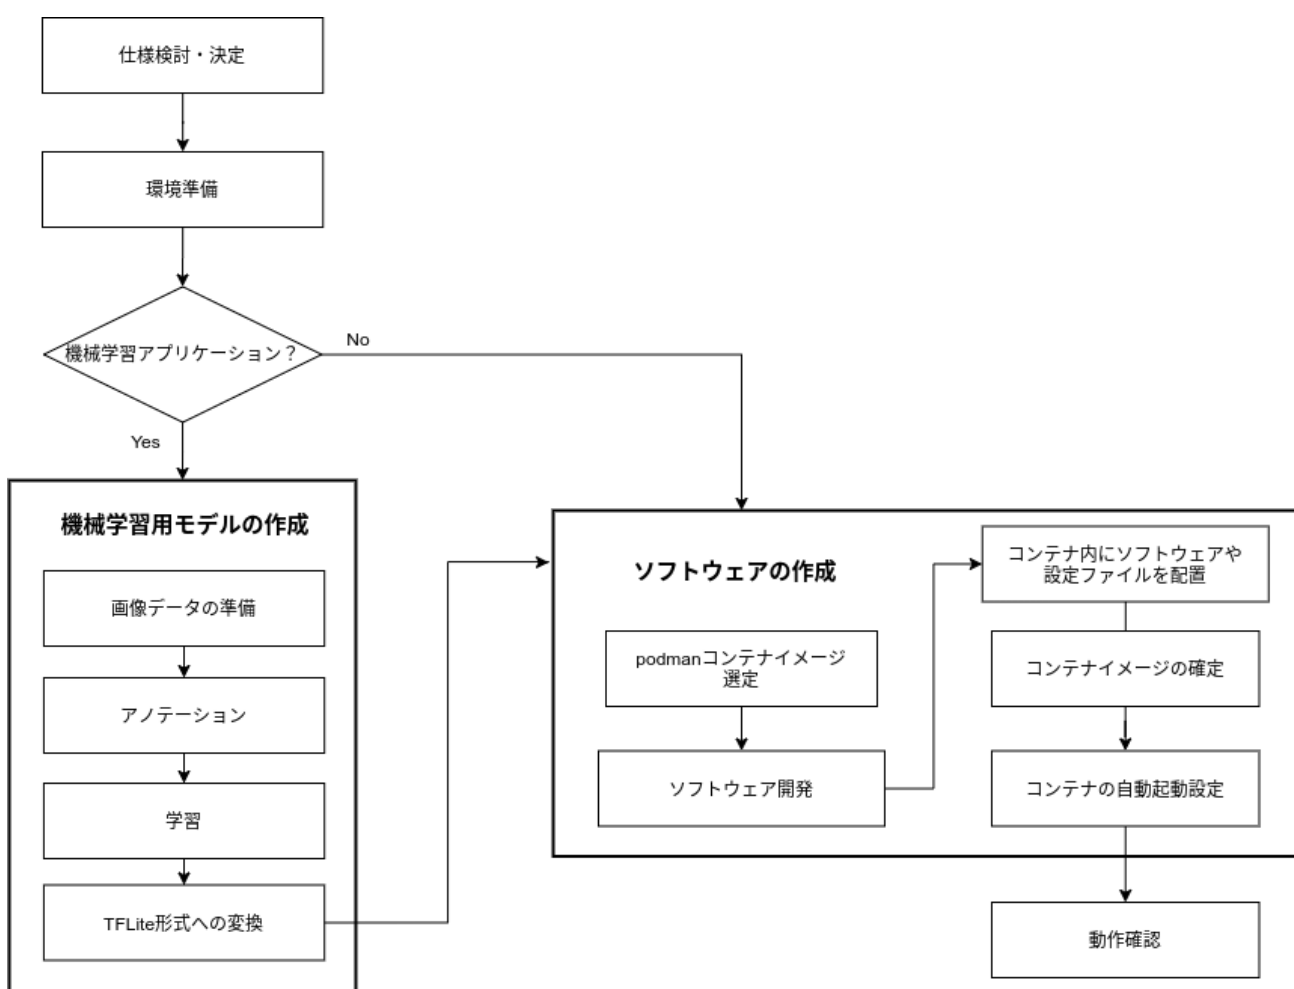 仕様検討・決定
環境準備
機械学習アプリケーション？
No
Yes
機械学習用モデルの作成
画像データの準備
アノテーション
学習
TFLite形式への変換
ソフトウェアの作成
podmanコンテナイメージ
選定
ソフトウェア開発
コンテナ内にソフトウェアや
設定ファイルを配置
コンテナイメージの確定
コンテナの自動起動設定
動作確認